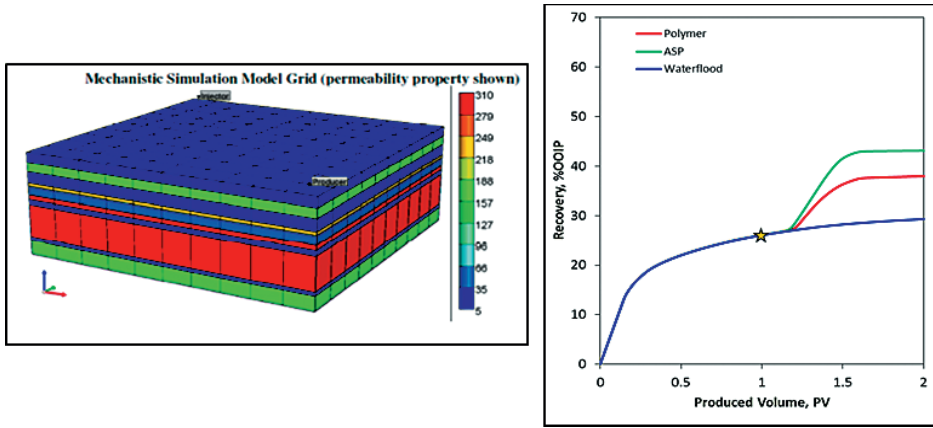 Mechanistic Simulation Model Grid (permeability property shown)
Injector
Producer
310
279
249
218
188
157
127
96
66
35
5
70
60
50
40
30
20
10
0
Recovery, %OOIP
Polymer
ASP
Waterflood
0 0.5 1 1.5 2
Produced Volume, PV